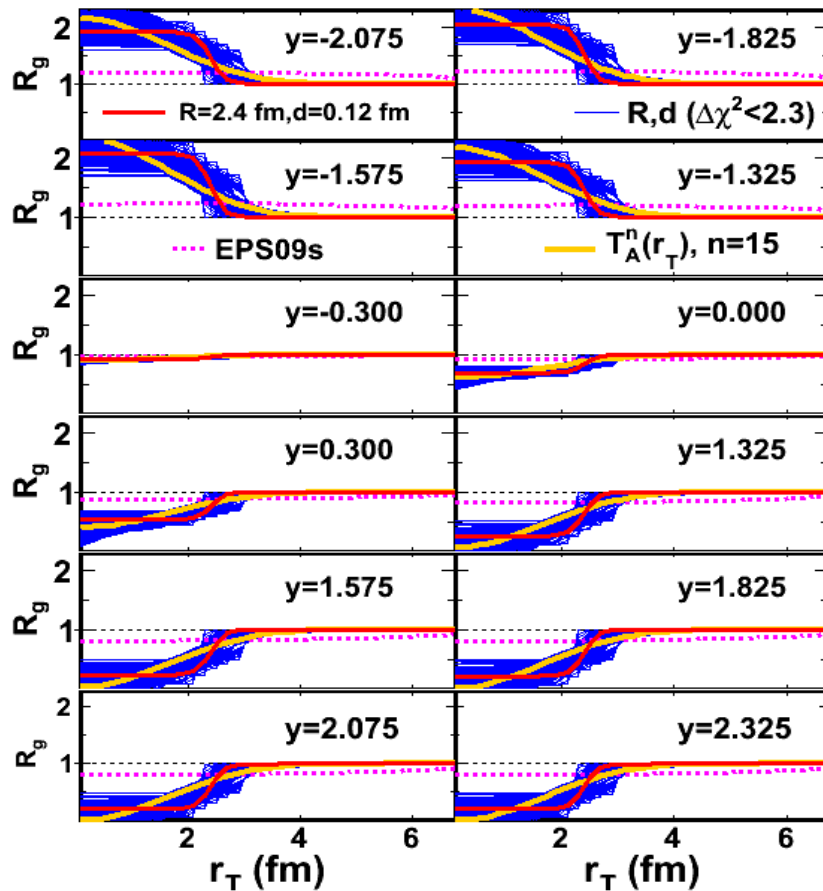 2 y=-2.075 y=-1.825
R_g 1
R=2.4 fm,d=0.12 fm R,d (Δχ²<2.3)
2 y=-1.575 y=-1.325
R_g 1
EPS09s T_A^n(r_T), n=15
2 y=-0.300 y=0.000
R_g 1
2 y=0.300 y=1.325
R_g 1
2 y=1.575 y=1.825
R_g 1
2 y=2.075 y=2.325
R_g 1
2 4 6 2 4 6
r_T (fm) r_T (fm)